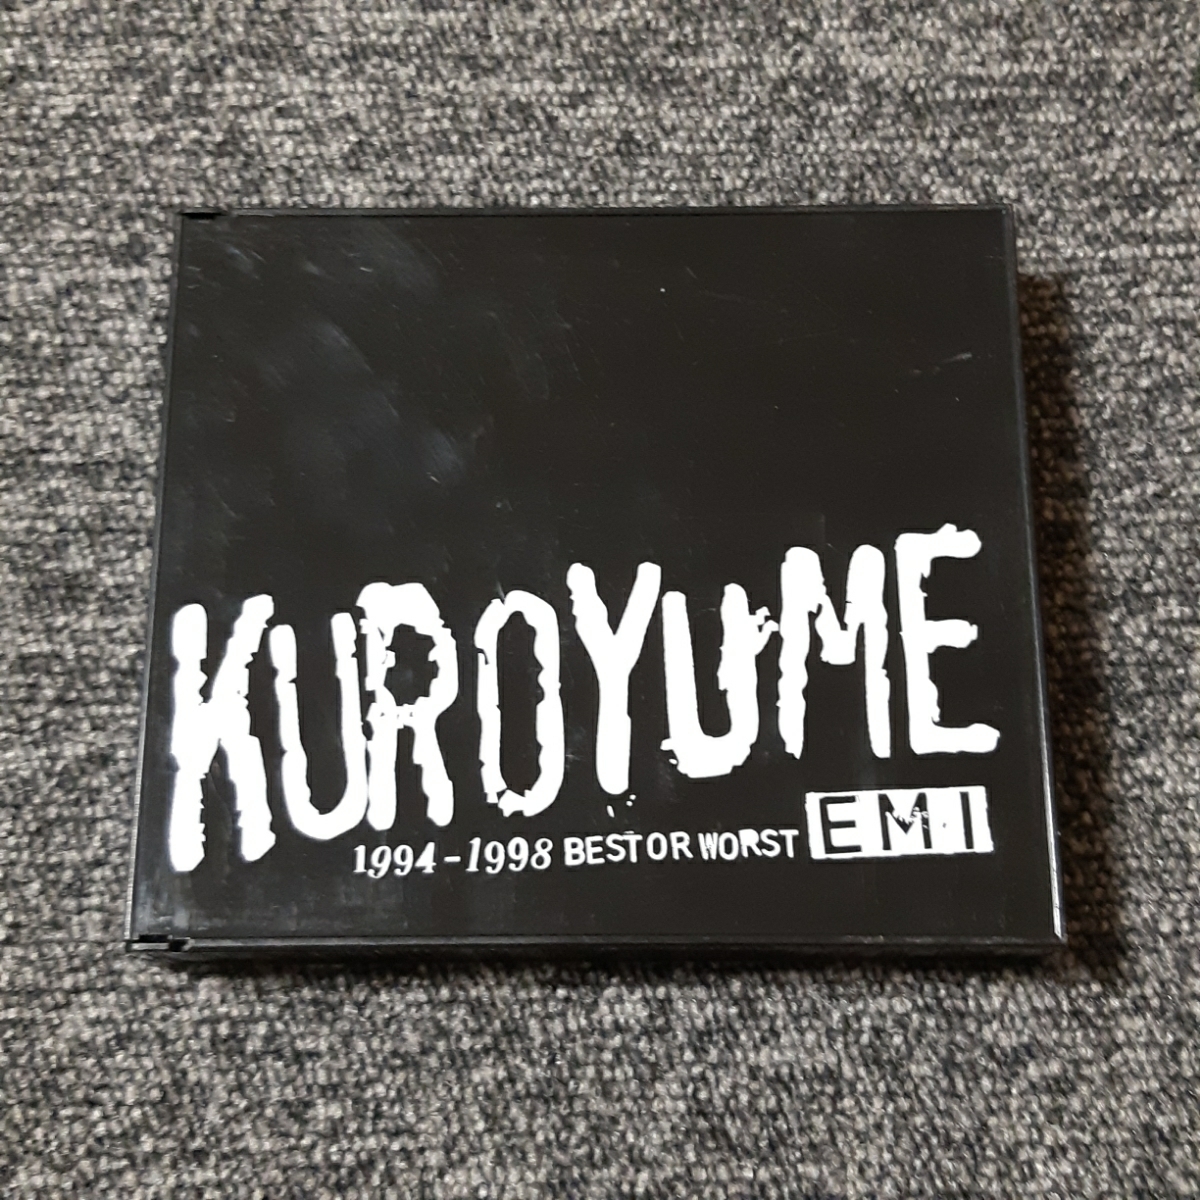 KUROYUME
1994-1998 BEST OR WORST EMI